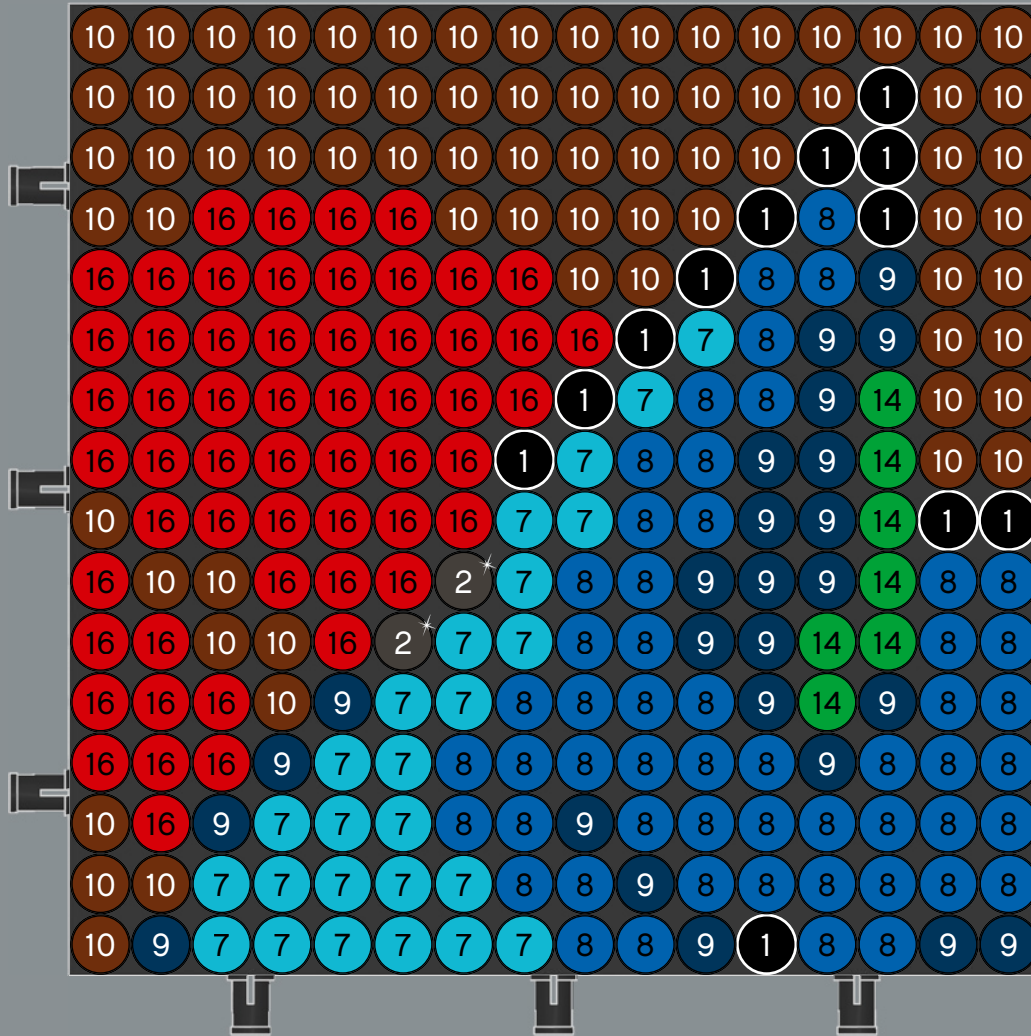 10 10 10 10 10 10 10 10 10 10 10 10 10 10 10 10
10 10 10 10 10 10 10 10 10 10 10 10 10 1 10 10
10 10 10 10 10 10 10 10 10 10 10 10 1 1 10 10
10 10 16 16 16 16 10 10 10 10 10 1 8 1 10 10
16 16 16 16 16 16 16 16 10 10 1 8 8 9 10 10
16 16 16 16 16 16 16 16 16 1 7 8 9 9 10 10
16 16 16 16 16 16 16 16 1 7 8 8 9 14 10 10
16 16 16 16 16 16 16 1 7 8 8 9 9 14 10 10
10 16 16 16 16 16 16 7 7 8 8 9 9 14 1 1
16 10 10 16 16 16 2 7 8 8 9 9 9 14 8 8
16 16 10 10 16 2 7 7 8 8 9 9 14 14 8 8
16 16 16 10 9 7 7 8 8 8 8 9 14 9 8 8
16 16 16 9 7 7 8 8 8 8 8 8 9 8 8 8
10 16 9 7 7 7 8 8 9 8 8 8 8 8 8 8
10 10 7 7 7 7 7 8 8 9 8 8 8 8 8 8
10 9 7 7 7 7 7 7 8 8 9 1 8 8 9 9